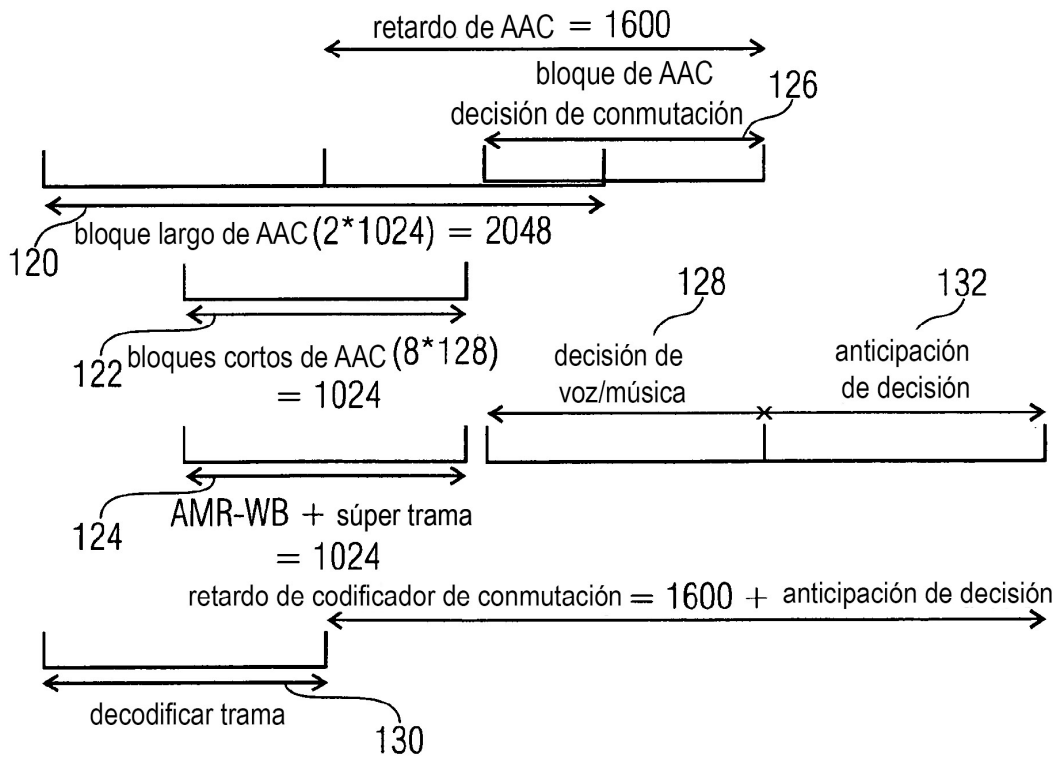 retardo de AAC = 1600
bloque de AAC
decisión de conmutación
126
bloque largo de AAC (2*1024) = 2048
120
128
132
bloques cortos de AAC (8*128)
= 1024
122
decisión de
voz/música
anticipación
de decisión
AMR-WB + súper trama
= 1024
124
retardo de codificador de conmutación = 1600 + anticipación de decisión
decodificar trama
130